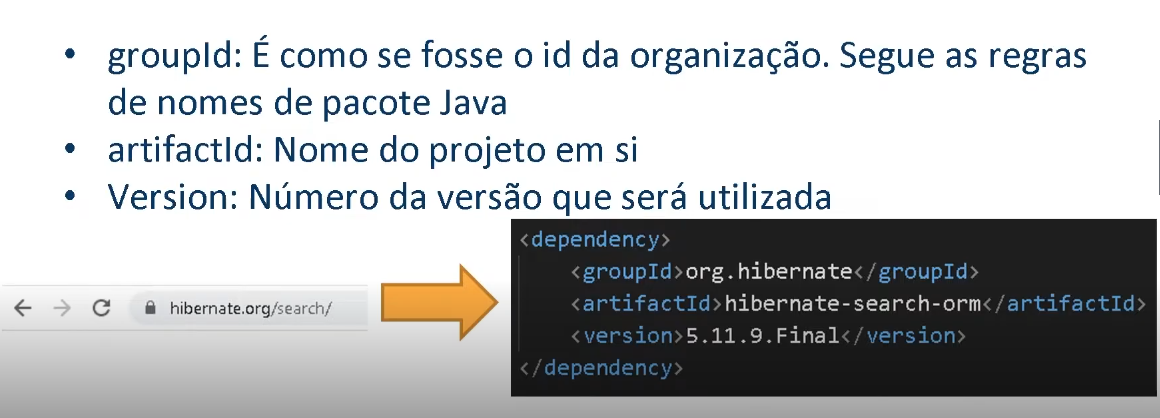 • groupId: É como se fosse o id da organização. Segue as regras
de nomes de pacote Java
• artifactId: Nome do projeto em si
• Version: Número da versão que será utilizada
hibernate.org/search/
<dependency>
<groupId>org.hibernate</groupId>
<artifactId>hibernate-search-orm</artifactId>
<version>5.11.9.Final</version>
</dependency>